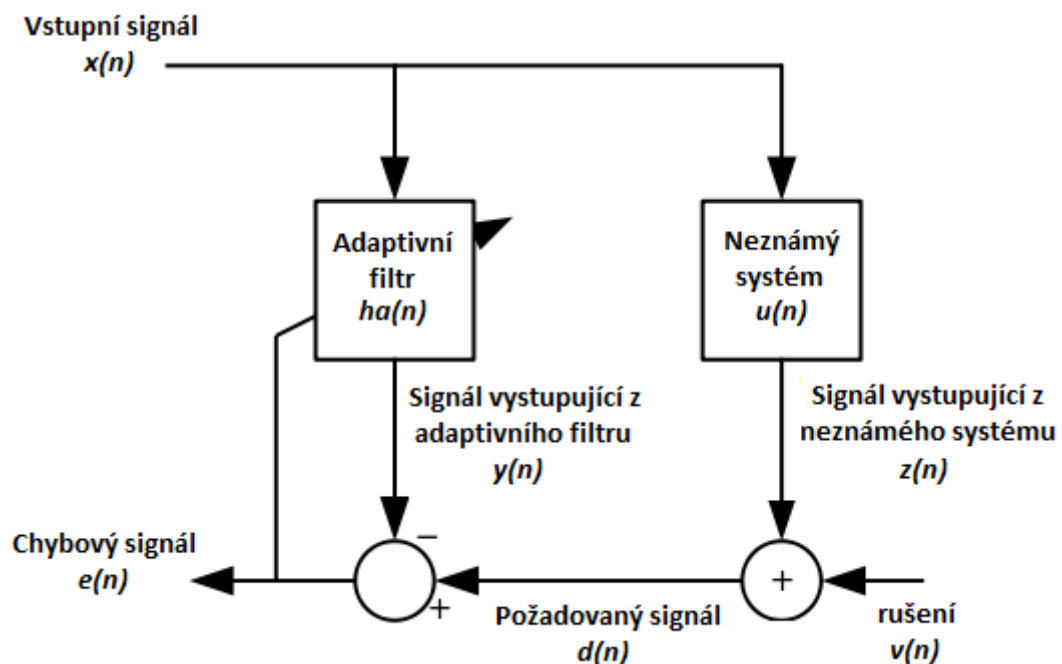 Vstupní signál
x(n)
Adaptivní
filtr
ha(n)
Neznámý
systém
u(n)
Signál vystupující z
adaptivního filtru
y(n)
Signál vystupující z
neznámého systému
z(n)
Chybový signál
e(n)
−
+
+
Požadovaný signál
d(n)
rušení
v(n)